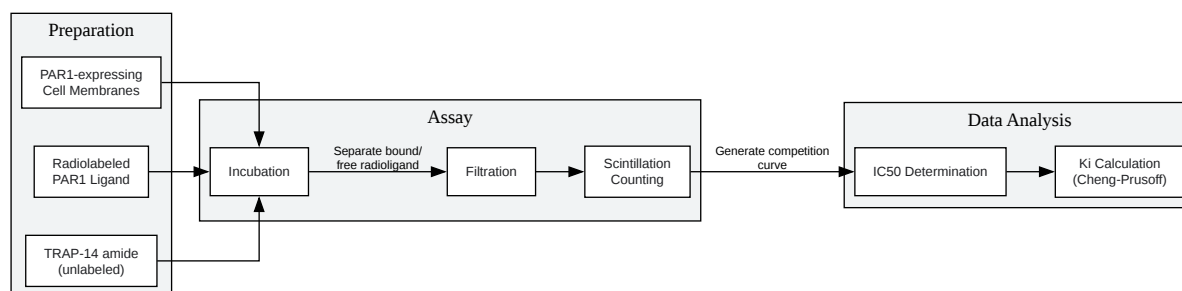 Preparation
PAR1-expressing
Cell Membranes
Radiolabeled
PAR1 Ligand
TRAP-14 amide
(unlabeled)
Assay
Incubation
Separate bound/
free radioligand
Filtration
Scintillation
Counting
Generate competition
curve
Data Analysis
IC50 Determination
Ki Calculation
(Cheng-Prusoff)